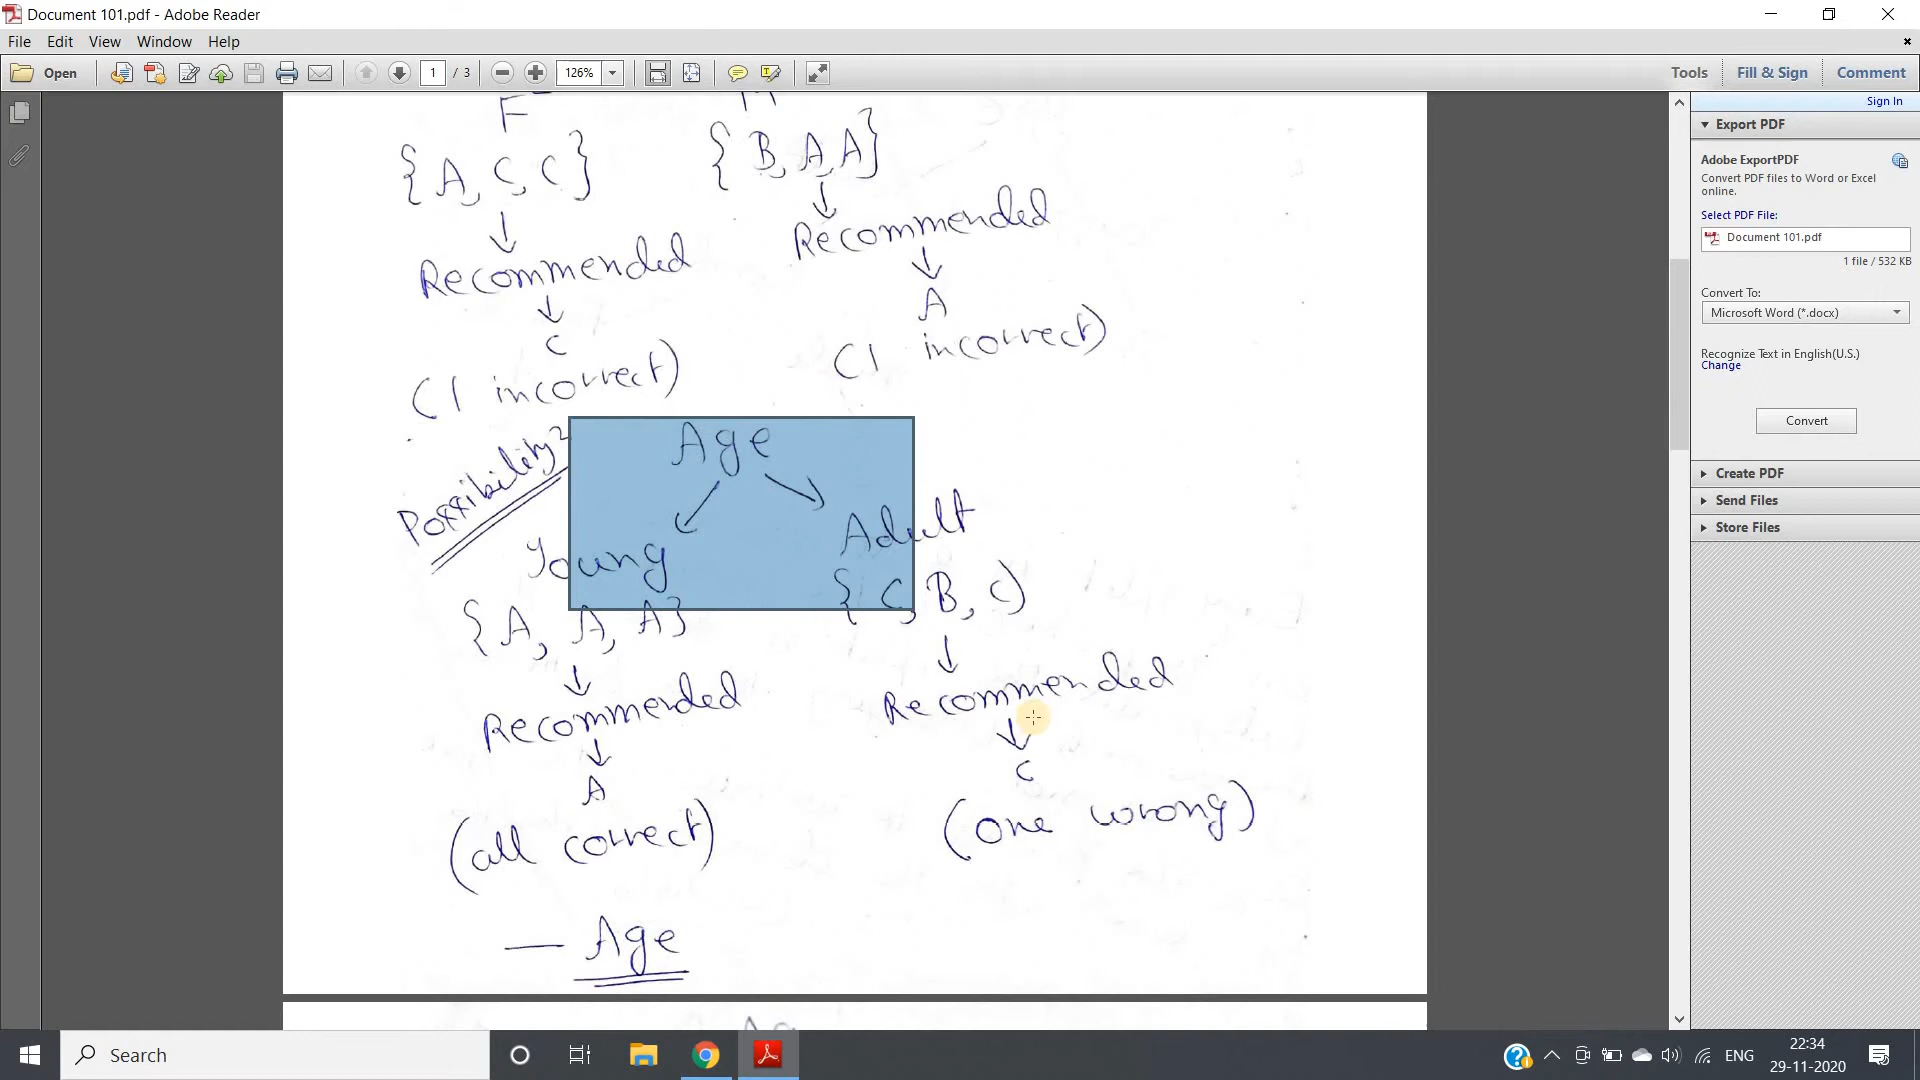 Document 101.pdf - Adobe Reader
File Edit View Window Help
Open 1 / 3 126% Tools Fill & Sign Comment
Sign In
Export PDF
Adobe ExportPDF
Convert PDF files to Word or Excel
online.
Select PDF File:
Document 101.pdf
1 file / 532 KB
Convert To:
Microsoft Word (*.docx)
Recognize Text in English(U.S.)
Change
Convert
Create PDF
Send Files
Store Files
F M
{A, C, C} {B, A, A}
Recommended Recommended
C A
(1 incorrect) (1 incorrect)
Possibility 2
Age
Young Adult
{A, A, A} {C, B, C}
Recommended Recommended
A C
(all correct) (one wrong)
— Age
Search
ENG
22:34
29-11-2020